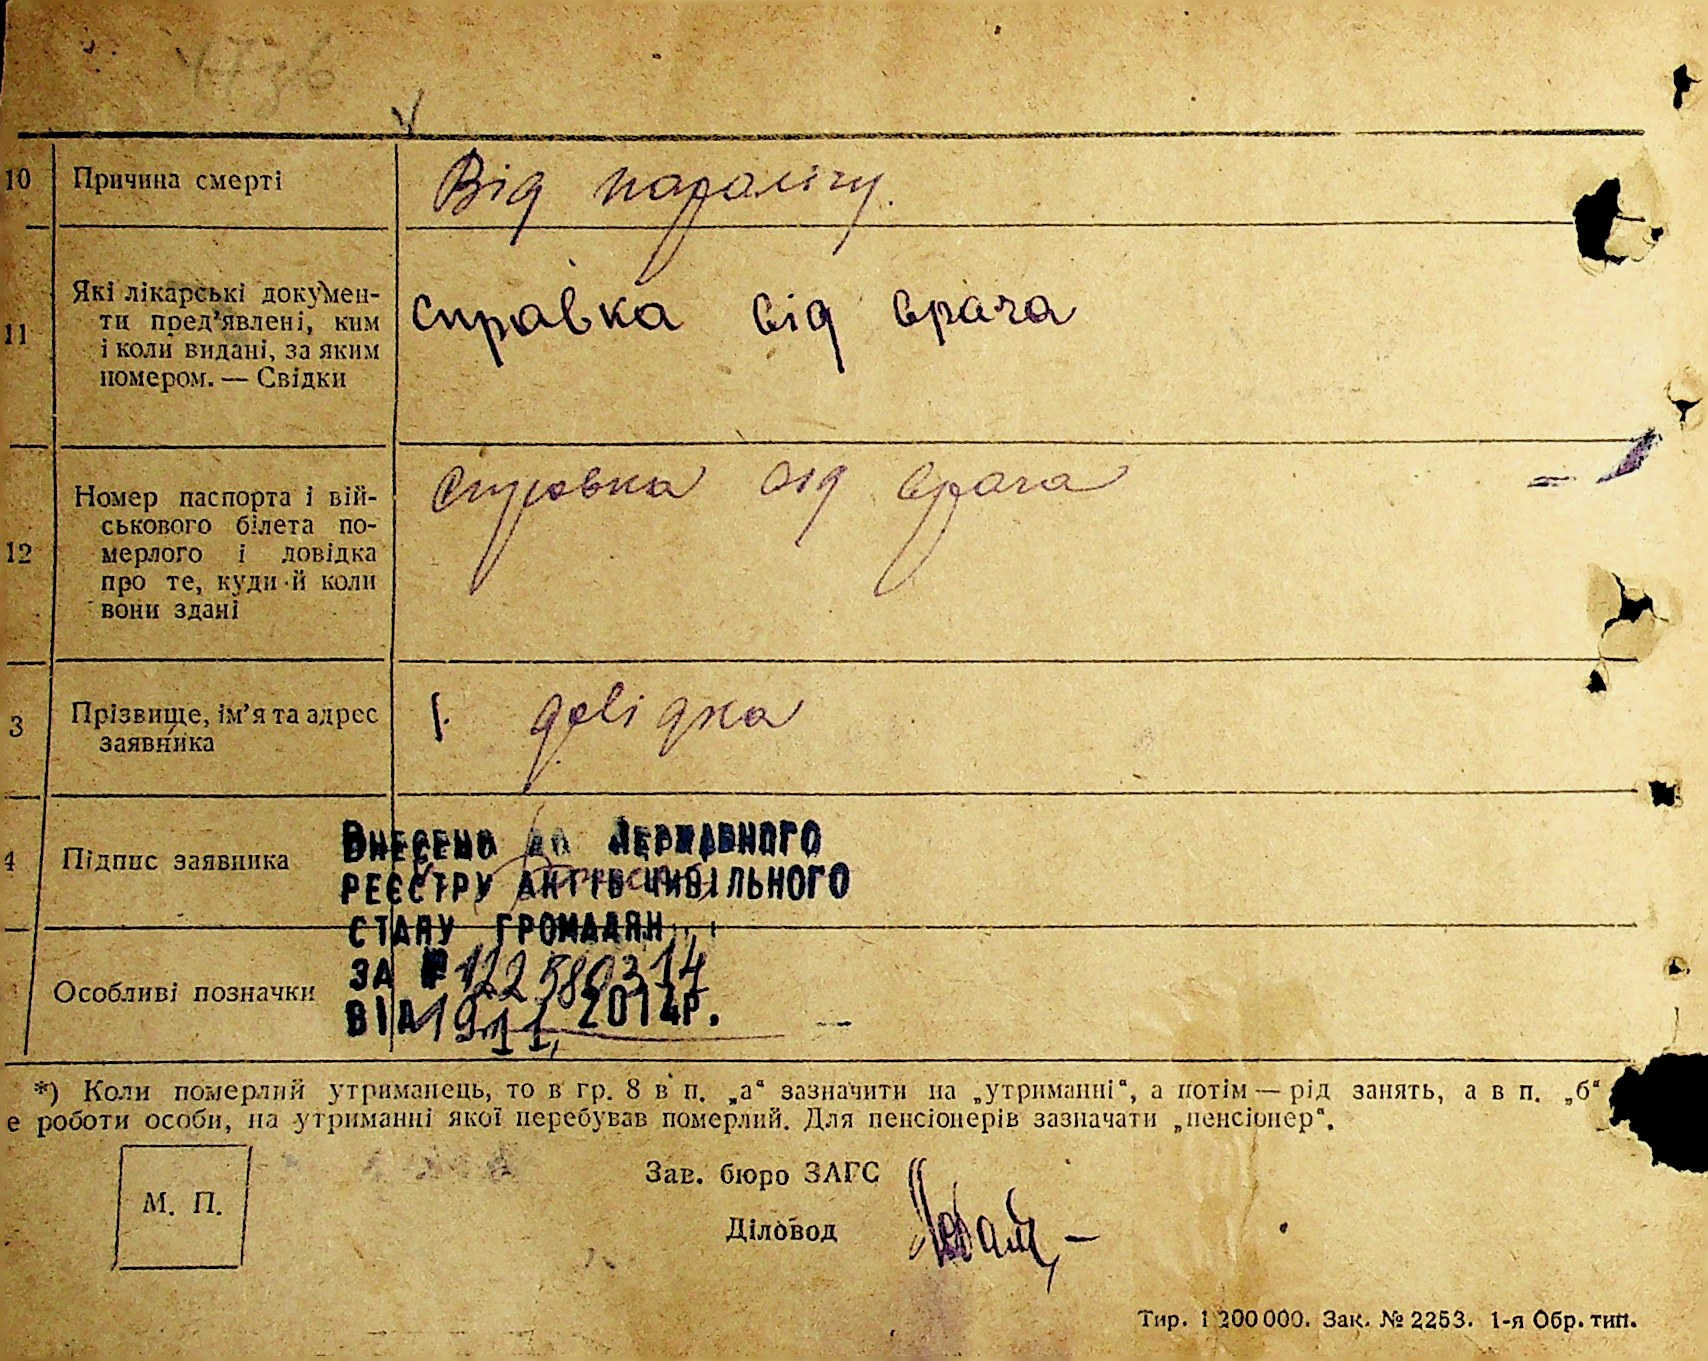 10 Причина смерті Від паралічу.
11 Які лікарські докумен-
ти пред'явлені, ким
і коли видані, за яким
номером. — Свідки
справка від врача
12 Номер паспорта і вій-
ськового білета по-
мерлого і довідка
про те, куди й коли
вони здані
справка від врача
3 Прізвище, ім'я та адрес
заявника
1. довідка
4 Підпис заявника
ВНЕСЕНО ДО ДЕРЖАВНОГО
РЕЄСТРУ АКТІВ ЦИВІЛЬНОГО
СТАНУ ГРОМАДЯН
Особливі позначки
ЗА № 122580314
ВІД 19.11. 2014Р.
*) Коли померлий утриманець, то в гр. 8 в п. „а“ зазначити на „утриманні“, а потім — рід занять, а в п. „б“
е роботи особи, на утриманні якої перебував померлий. Для пенсіонерів зазначати „пенсіонер“.
М. П.
Зав. бюро ЗАГС
Діловод
Тир. 1 200 000. Зак. № 2253. 1-я Обр. тип.